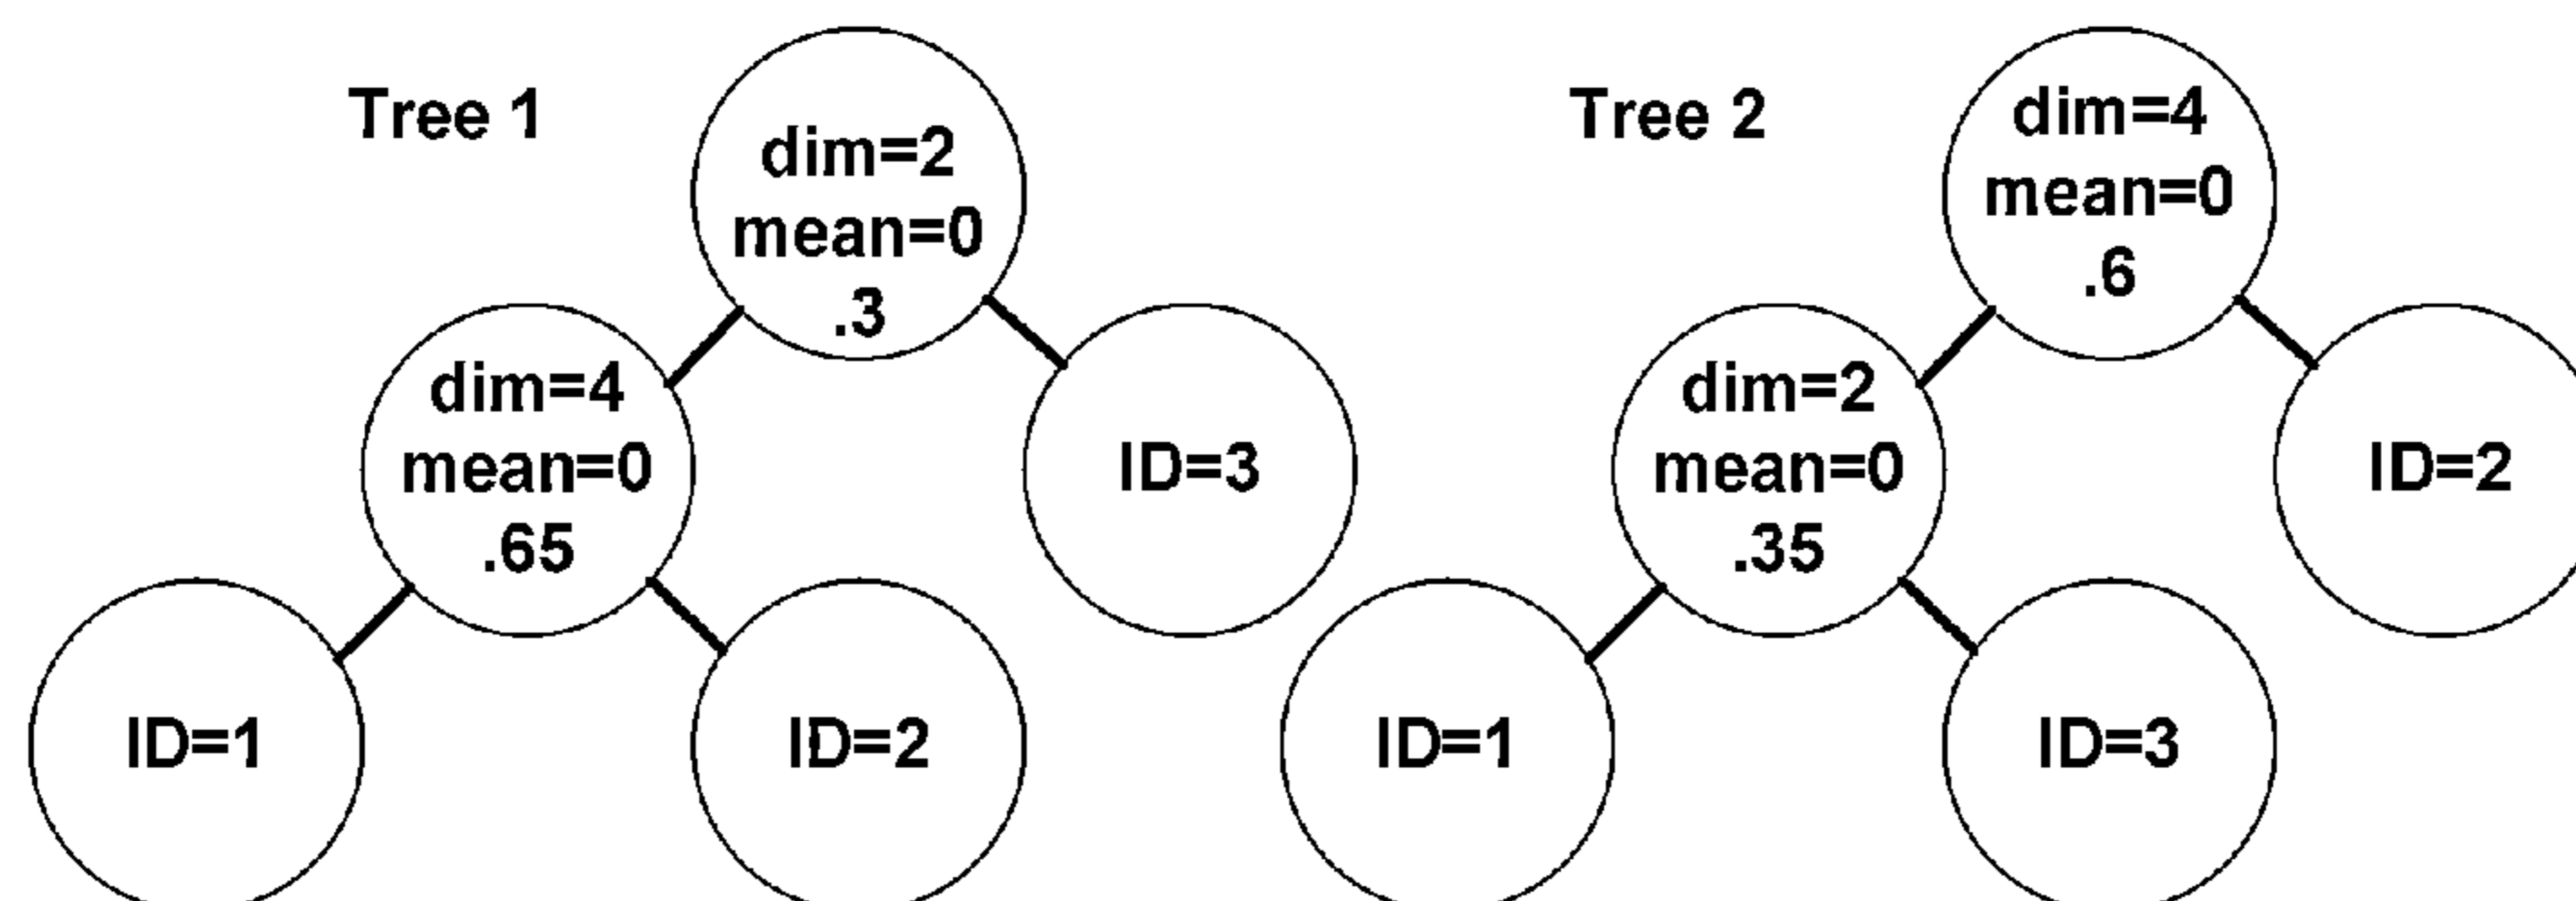 Tree 1
dim=2
mean=0
.3
dim=4
mean=0
.65
ID=3
ID=1
ID=2
Tree 2
dim=4
mean=0
.6
dim=2
mean=0
.35
ID=2
ID=1
ID=3